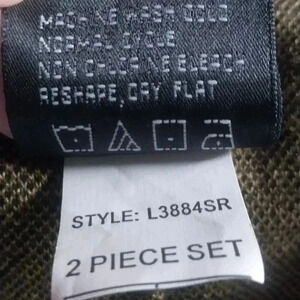 MACHINE WASH COLD
NORMAL CYCLE
NON CHLORINE BLEACH
RESHAPE, DRY FLAT
STYLE: L3884SR
2 PIECE SET